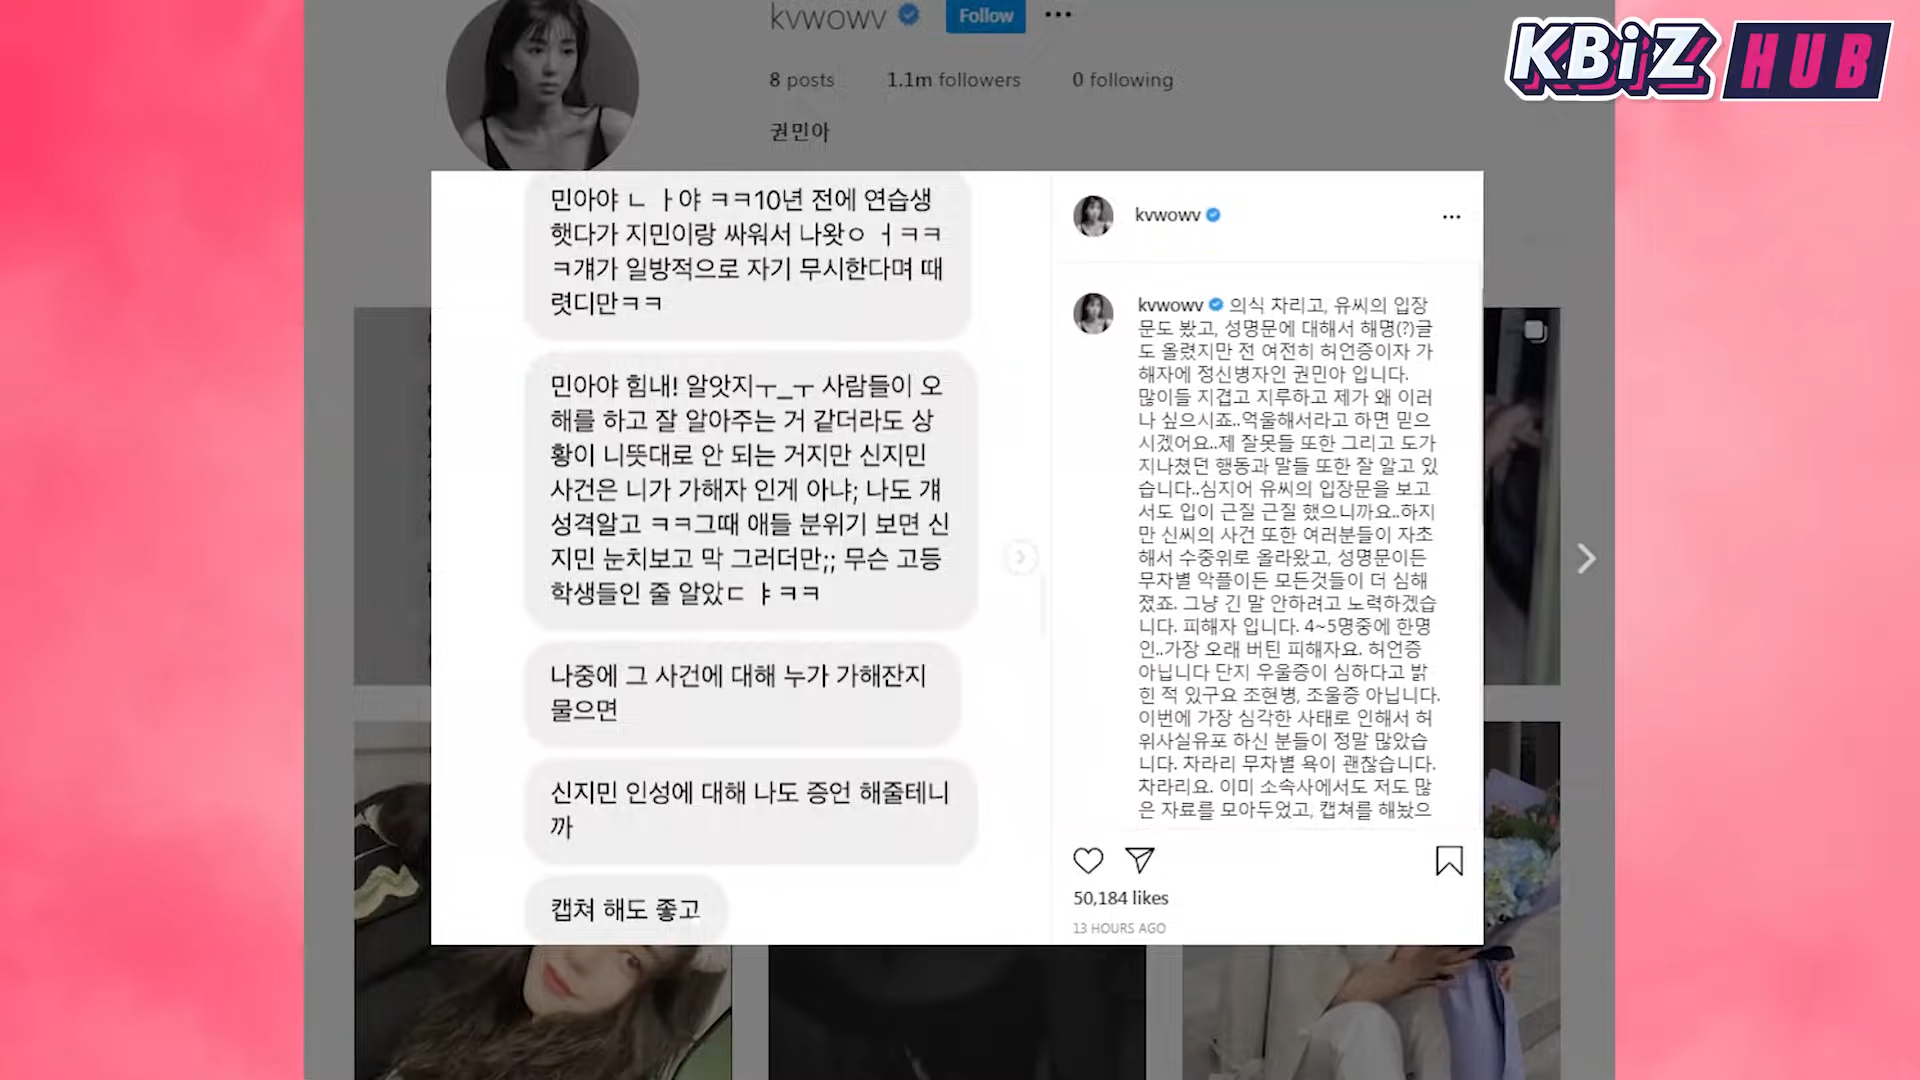 kvwowv
Follow
8 posts 1.1m followers 0 following
권민아
KBiZ HUB
민아야 ㄴ ㅏ야 ㅋㅋ10년 전에 연습생
햇다가 지민이랑 싸워서 나왓ㅇ ㅓㅋㅋ
ㅋ걔가 일방적으로 자기 무시한다며 때
렷디만ㅋㅋ
민아야 힘내! 알앗지ㅜ_ㅜ 사람들이 오
해를 하고 잘 알아주는 거 같더라도 상
황이 니뜻대로 안 되는 거지만 신지민
사건은 니가 가해자 인게 아냐; 나도 걔
성격알고 ㅋㅋ그때 애들 분위기 보면 신
지민 눈치보고 막 그러더만;; 무슨 고등
학생들인 줄 알았ㄷ ㅑㅋㅋ
나중에 그 사건에 대해 누가 가해잔지
물으면
신지민 인성에 대해 나도 증언 해줄테니
까
캡쳐 해도 좋고
kvwowv
kvwowv 의식 차리고, 유씨의 입장
문도 봤고, 성명문에 대해서 해명(?)글
도 올렸지만 전 여전히 허언증이자 가
해자에 정신병자인 권민아 입니다.
많이들 지겹고 지루하고 제가 왜 이러
나 싶으시죠..억울해서라고 하면 믿으
시겠어요..제 잘못들 또한 그리고 도가
지나쳤던 행동과 말들 또한 잘 알고 있
습니다..심지어 유씨의 입장문을 보고
서도 입이 근질 근질 했으니까요..하지
만 신씨의 사건 또한 여러분들이 자초
해서 수중위로 올라왔고, 성명문이든
무차별 악플이든 모든것들이 더 심해
졌죠. 그냥 긴 말 안하려고 노력하겠습
니다. 피해자 입니다. 4~5명중에 한명
인..가장 오래 버틴 피해자요. 허언증
아닙니다 단지 우울증이 심하다고 밝
힌 적 있구요 조현병, 조울증 아닙니다.
이번에 가장 심각한 사태로 인해서 허
위사실유포 하신 분들이 정말 많았습
니다. 차라리 무차별 욕이 괜찮습니다.
차라리요. 이미 소속사에서도 저도 많
은 자료를 모아두었고, 캡쳐를 해놨으
50,184 likes
13 HOURS AGO